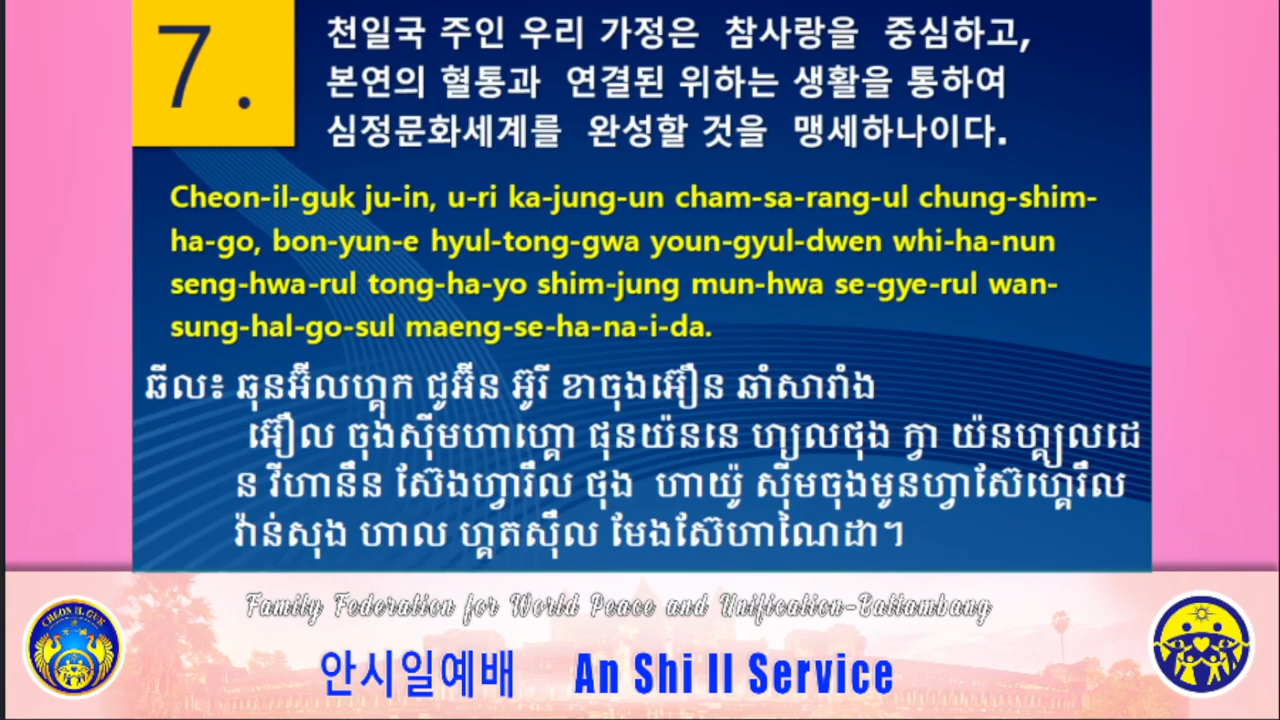 7.
천일국 주인 우리 가정은 참사랑을 중심하고,
본연의 혈통과 연결된 위하는 생활을 통하여
심정문화세계를 완성할 것을 맹세하나이다.
Cheon-il-guk ju-in, u-ri ka-jung-un cham-sa-rang-ul chung-shim-
ha-go, bon-yun-e hyul-tong-gwa youn-gyul-dwen whi-ha-nun
seng-hwa-rul tong-ha-yo shim-jung mun-hwa se-gye-rul wan-
sung-hal-go-sul maeng-se-ha-na-i-da.
ឆីល៖ ឆុនអ៊ីលហ្គុក ជូអ៊ីន អ៊ូរី ខាចុងអ៊ឿន ឆាំសារ៉ាំង
អ៊ឿល ចុងស៊ីមហាហ្គោ ផុនយ៉ននេ ហ្យលថុង ក្វា យ៉នហ្គ្យលដេ
ន វីហានឹន ស៊ែងហ្វារឹល ថុង ហាយ៉ូ ស៊ីមចុងមូនហ្វាស៊ែហ្គេរឹល
វ៉ាន់សុង ហាល ហ្គតស៊ឹល មែងស៊ែហាណៃដា។
Family Federation for World Peace and Unification-Battambang
CHEON IL GUK
안시일예배 An Shi Il Service